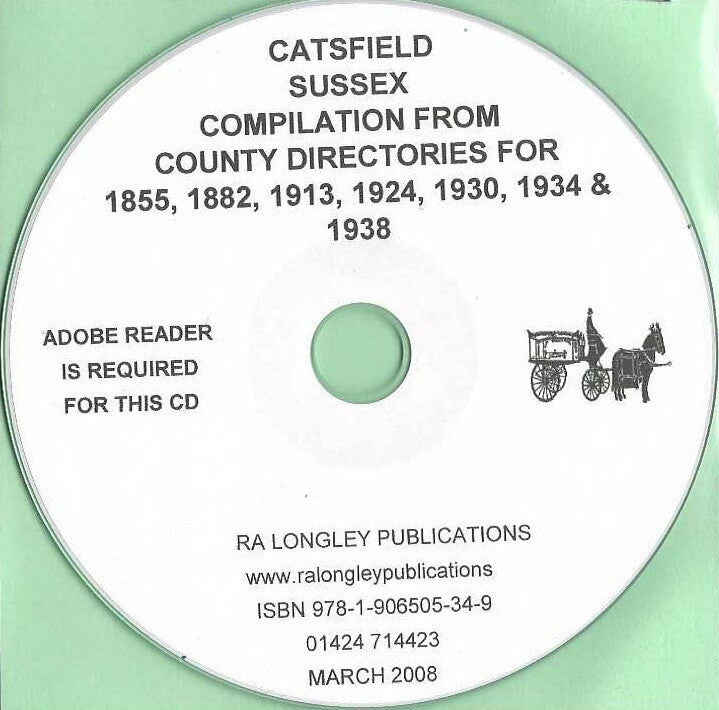 CATSFIELD
SUSSEX
COMPILATION FROM
COUNTY DIRECTORIES FOR
1855, 1882, 1913, 1924, 1930, 1934 &
1938
ADOBE READER
IS REQUIRED
FOR THIS CD
RA LONGLEY PUBLICATIONS
www.ralongleypublications
ISBN 978-1-906505-34-9
01424 714423
MARCH 2008